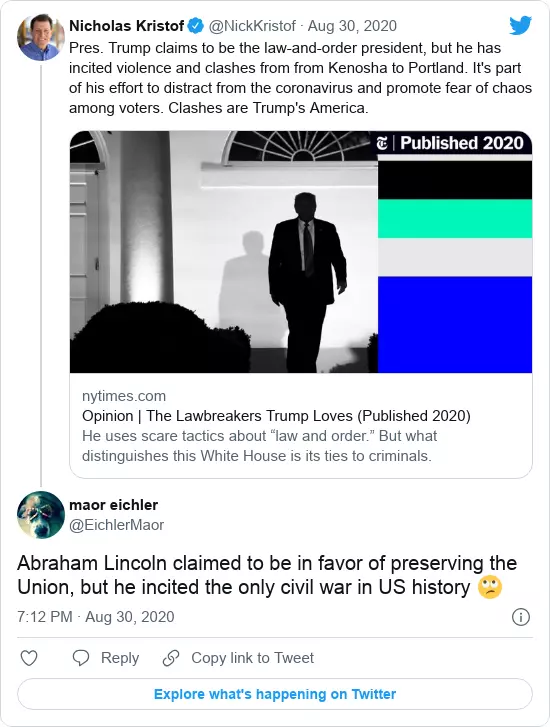 Nicholas Kristof @NickKristof · Aug 30, 2020
Pres. Trump claims to be the law-and-order president, but he has
incited violence and clashes from from Kenosha to Portland. It's part
of his effort to distract from the coronavirus and promote fear of chaos
among voters. Clashes are Trump's America.
Published 2020
nytimes.com
Opinion | The Lawbreakers Trump Loves (Published 2020)
He uses scare tactics about “law and order.” But what
distinguishes this White House is its ties to criminals.
maor eichler
@EichlerMaor
Abraham Lincoln claimed to be in favor of preserving the
Union, but he incited the only civil war in US history 🙄
7:12 PM · Aug 30, 2020
Reply Copy link to Tweet
Explore what's happening on Twitter